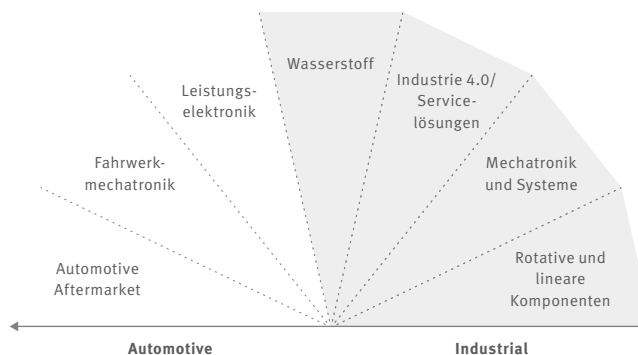 Wasserstoff
Leistungs-
elektronik
Industrie 4.0/
Service-
lösungen
Fahrwerk-
mechatronik
Mechatronik
und Systeme
Automotive
Aftermarket
Rotative und
lineare
Komponenten
Automotive
Industrial